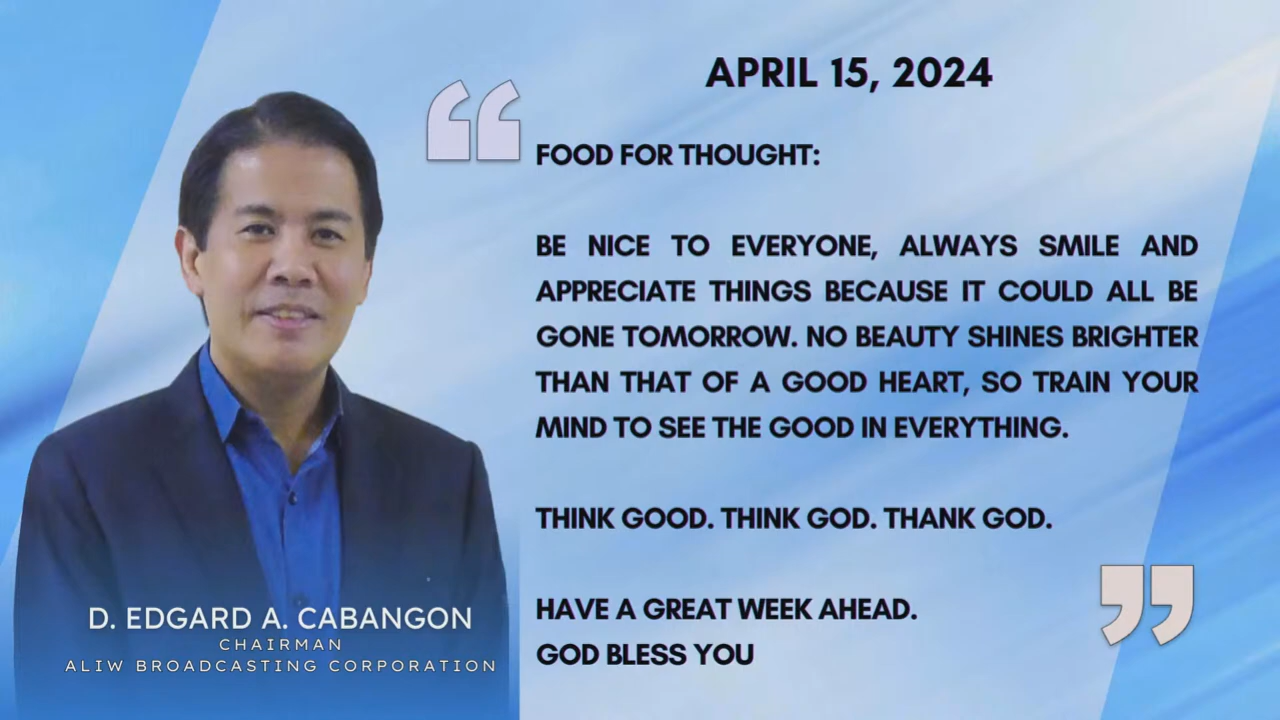 APRIL 15, 2024
FOOD FOR THOUGHT:
BE NICE TO EVERYONE, ALWAYS SMILE AND
APPRECIATE THINGS BECAUSE IT COULD ALL BE
GONE TOMORROW. NO BEAUTY SHINES BRIGHTER
THAN THAT OF A GOOD HEART, SO TRAIN YOUR
MIND TO SEE THE GOOD IN EVERYTHING.
THINK GOOD. THINK GOD. THANK GOD.
HAVE A GREAT WEEK AHEAD.
GOD BLESS YOU
D. EDGARD A. CABANGON
CHAIRMAN
ALIW BROADCASTING CORPORATION